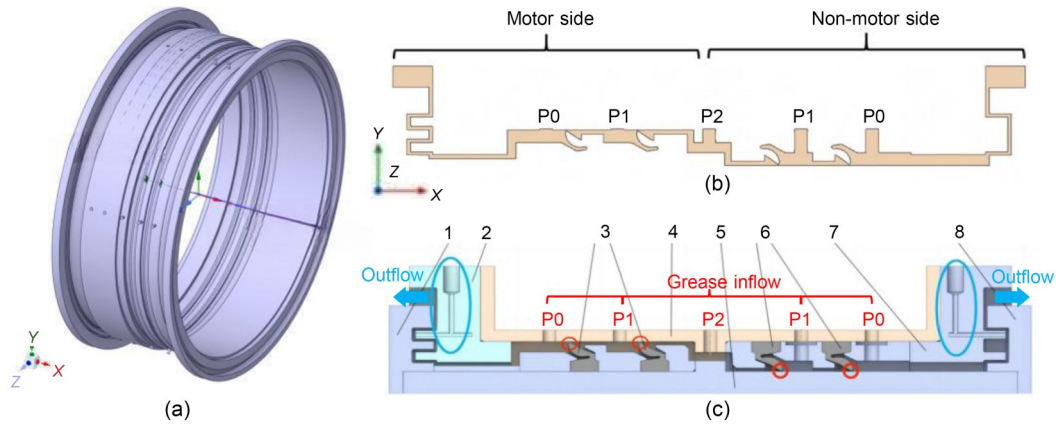 Motor side
Non-motor side
P0
P1
P2
P1
P0
Y
Z
X
(b)
Y
Z
X
(a)
1
2
3
4
5
6
7
8
Outflow
Grease inflow
Outflow
P0
P1
P2
P1
P0
(c)